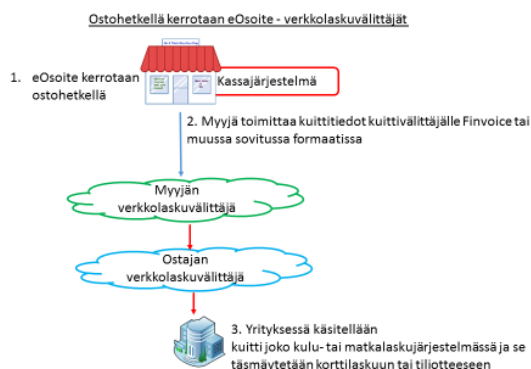 Ostohetkellä kerrotaan eOsoite - verkkolaskuvälittäjät
1. eOsoite kerrotaan
ostohetkellä
Kassajärjestelmä
2. Myyjä toimittaa kuittitiedot kuittivälittäjälle Finvoice tai
muussa sovitussa formaatissa
Myyjän
verkkolaskuvälittäjä
Ostajan
verkkolaskuvälittäjä
3. Yrityksessä käsitellään
kuitti joko kulu- tai matkalaskujärjestelmässä ja se
täsmäytetään korttilaskuun tai tiliotteeseen